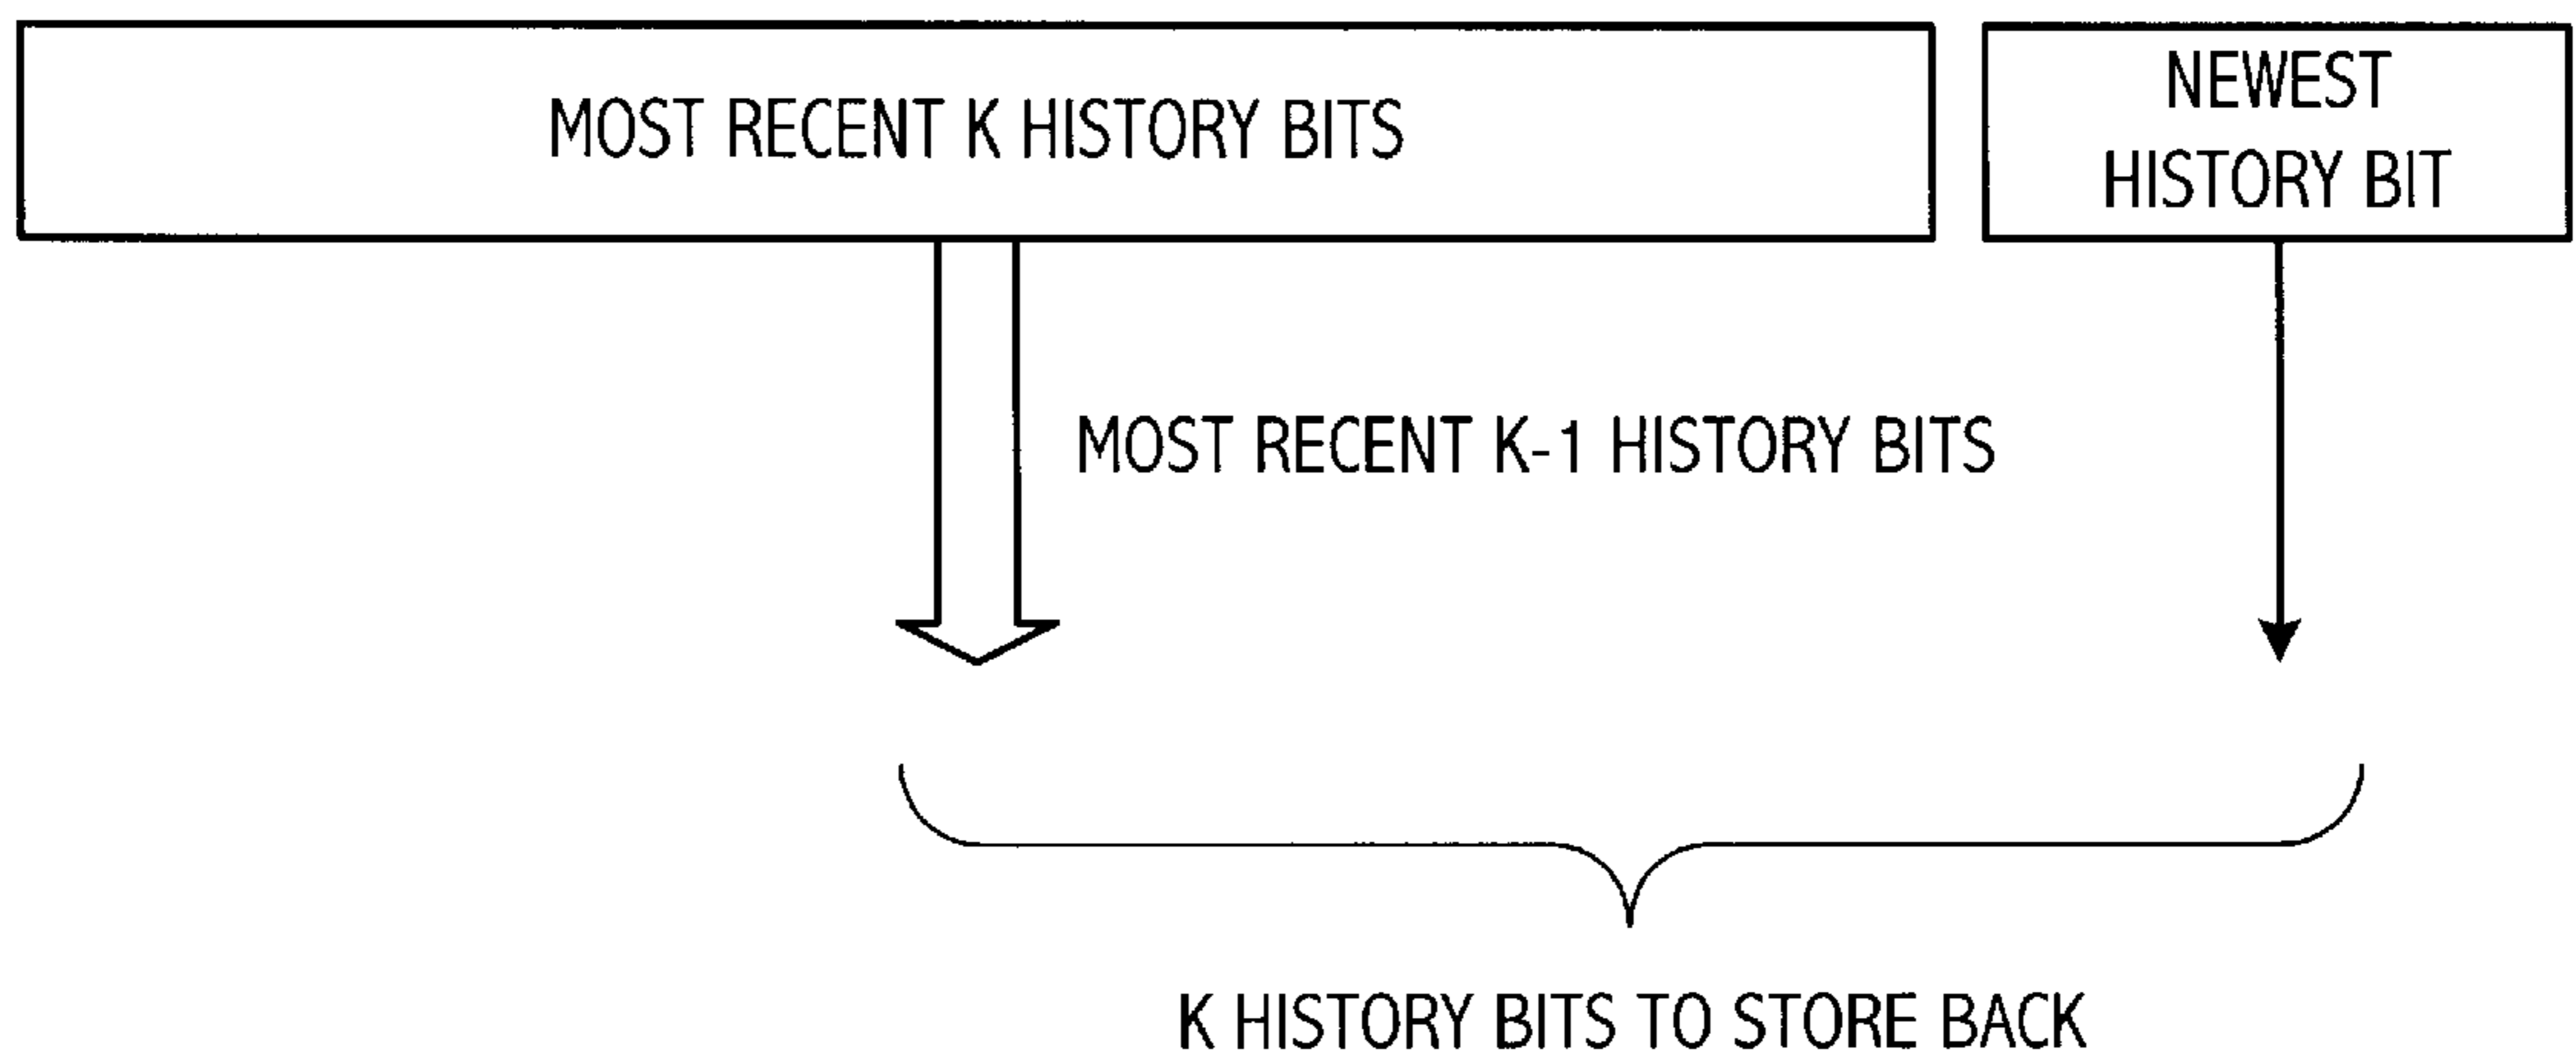 MOST RECENT K HISTORY BITS
NEWEST
HISTORY BIT
MOST RECENT K-1 HISTORY BITS
K HISTORY BITS TO STORE BACK